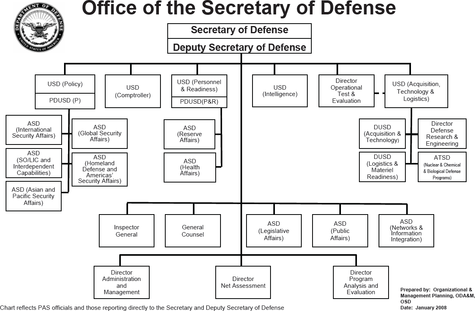 Office of the Secretary of Defense
Secretary of Defense
Deputy Secretary of Defense
USD (Policy)
PDUSD (P)
USD
(Comptroller)
USD (Personnel
& Readiness)
PDUSD(P&R)
USD
(Intelligence)
Director
Operational
Test &
Evaluation
USD (Acquisition,
Technology &
Logistics)
ASD
(International
Security Affairs)
ASD
(Global Security
Affairs)
ASD
(Reserve
Affairs)
DUSD
(Acquisition &
Technology)
Director
Defense
Research &
Engineering
ASD
(SO/LIC and
Interdependent
Capabilities)
ASD
(Homeland
Defense and
Americas'
Security Affairs)
ASD
(Health
Affairs)
DUSD
(Logistics &
Materiel
Readiness)
ATSD
(Nuclear & Chemical
& Biological Defense
Programs)
ASD (Asian and
Pacific Security
Affairs)
Inspector
General
General
Counsel
ASD
(Legislative
Affairs)
ASD
(Public
Affairs)
ASD
(Networks &
Information
Integration)
Director
Administration
and
Management
Director
Net Assessment
Director
Program
Analysis and
Evaluation
Prepared by: Organizational &
Management Planning, ODA&M,
OSD
Date: January 2008
Chart reflects PAS officials and those reporting directly to the Secretary and Deputy Secretary of Defense